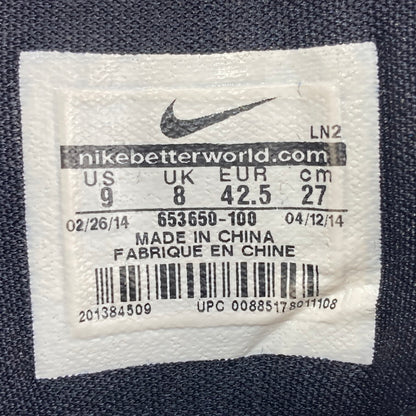 LN2
nikebetterworld.com
US UK EUR cm
9 8 42.5 27
02/26/14 653650-100 04/12/14
MADE IN CHINA
FABRIQUE EN CHINE
201384509 UPC 00885178911108